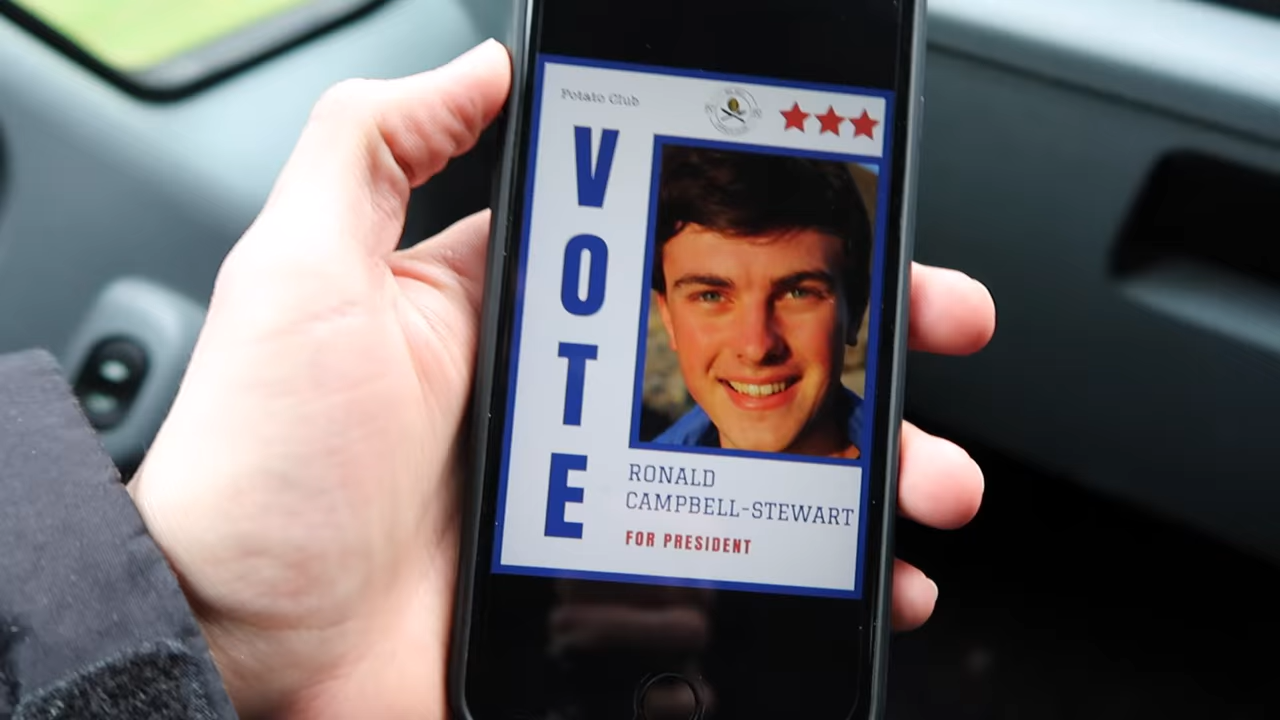 Potato Club
VOTE
RONALD
CAMPBELL-STEWART
FOR PRESIDENT